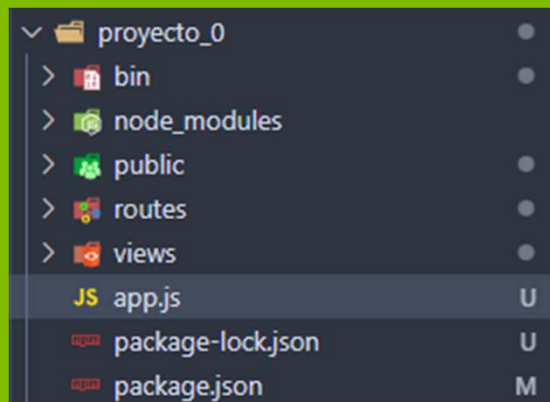 proyecto_0
bin
node_modules
public
routes
views
JS app.js U
package-lock.json U
package.json M